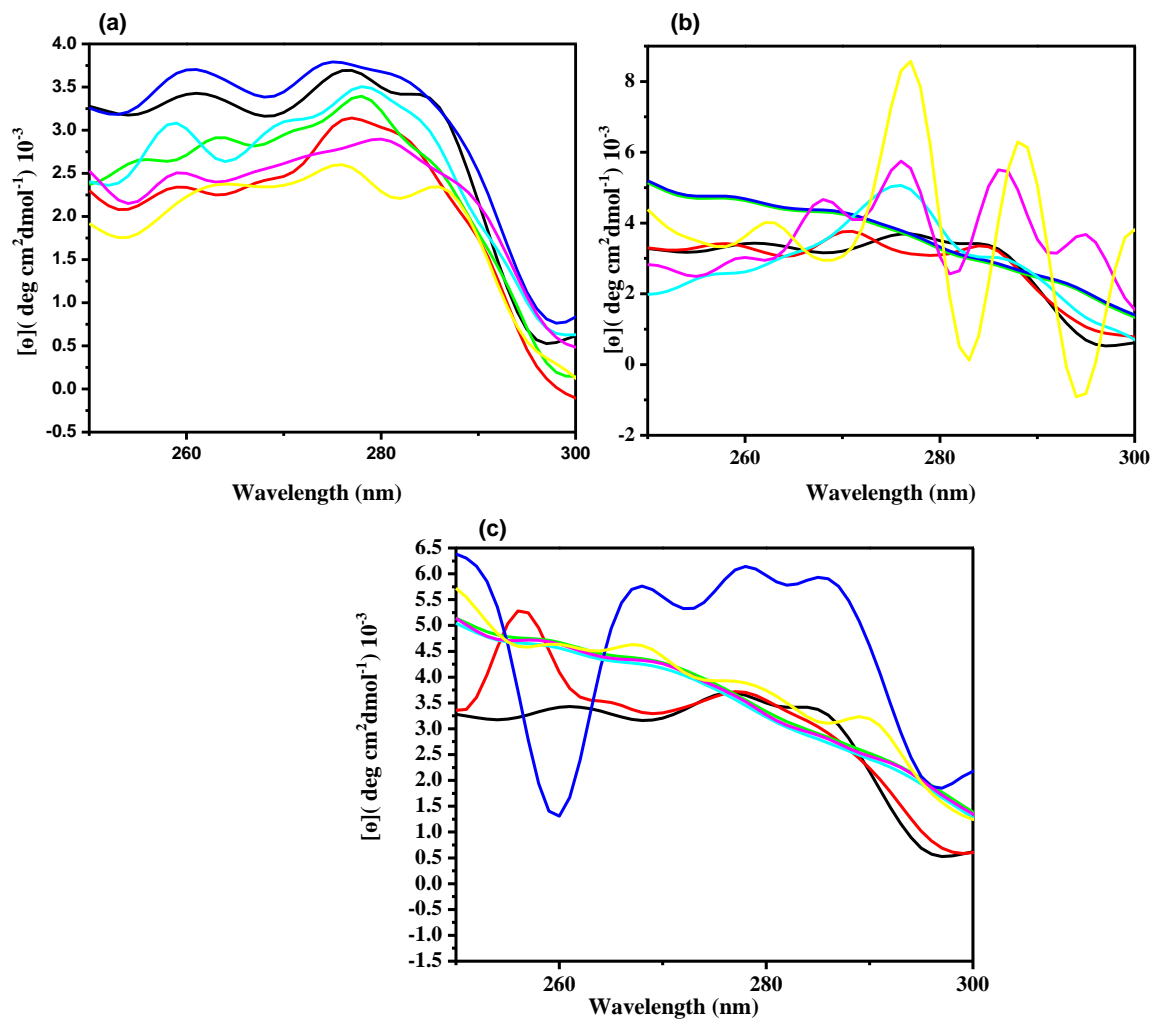 (a)
4.0
3.5
3.0
2.5
2.0
1.5
1.0
0.5
0.0
-0.5
[ɵ]( deg cm²dmol⁻¹) 10⁻³
260 280 300
Wavelength (nm)
(b)
8
6
4
2
0
-2
[ɵ]( deg cm²dmol⁻¹) 10⁻³
260 280 300
Wavelength (nm)
(c)
6.5
6.0
5.5
5.0
4.5
4.0
3.5
3.0
2.5
2.0
1.5
1.0
0.5
0.0
-0.5
-1.0
-1.5
[ɵ]( deg cm²dmol⁻¹) 10⁻³
260 280 300
Wavelength (nm)